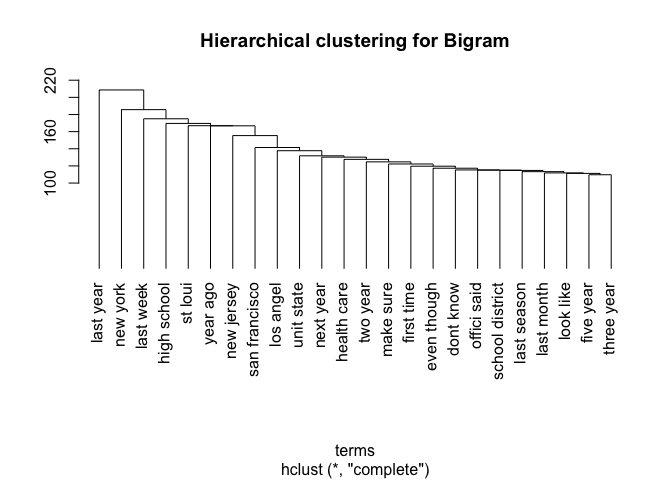 Hierarchical clustering for Bigram
220
160
100
last year
new york
last week
high school
st loui
year ago
new jersey
san francisco
los angel
unit state
next year
health care
two year
make sure
first time
even though
dont know
offici said
school district
last season
last month
look like
five year
three year
terms
hclust (*, "complete")